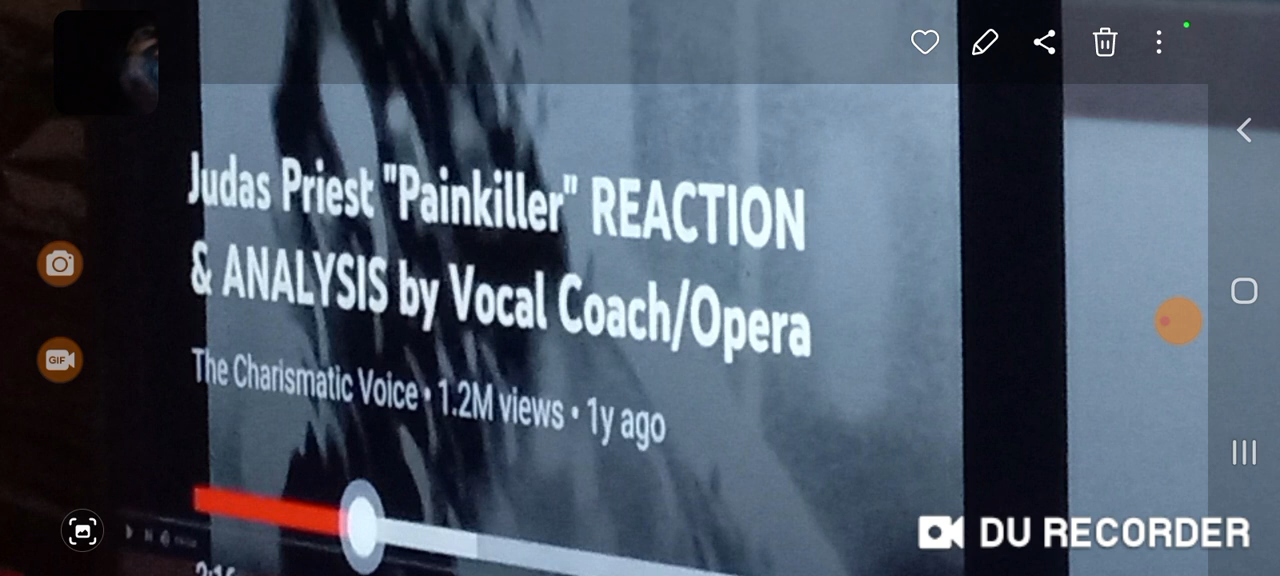 Judas Priest "Painkiller" REACTION
& ANALYSIS by Vocal Coach/Opera
The Charismatic Voice • 1.2M views • 1y ago
GIF
DU RECORDER